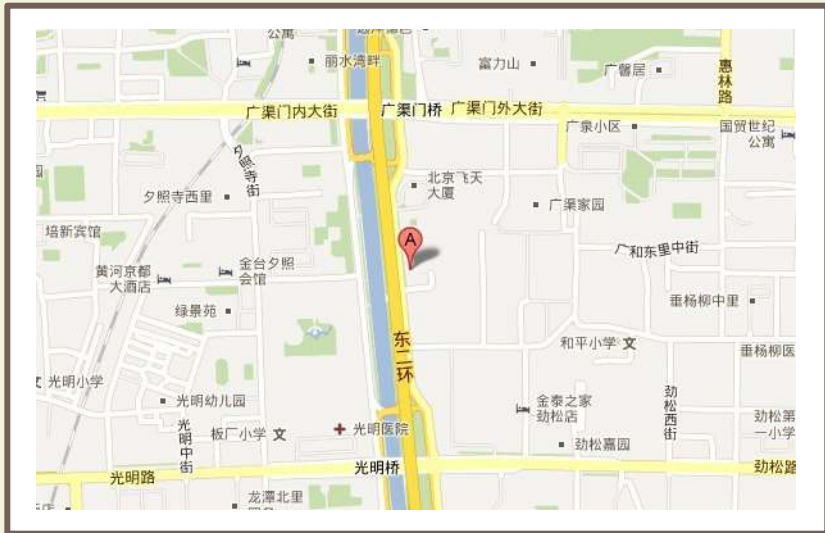 公寓
丽水湾畔
富力山
广馨居
惠林路
广渠门内大街
广渠门桥
广渠门外大街
广泉小区
国贸世纪
公寓
夕照寺街
北京飞天
大厦
夕照寺西里
广渠家园
园
培新宾馆
A
广和东里中街
黄河京都
大酒店
金台夕照
会馆
绿景苑
垂杨柳中里
东二环
和平小学
垂杨柳医
光明小学
光明幼儿园
金泰之家
劲松店
劲松西街
劲松第
一小学
光明中街
板厂小学
光明医院
劲松嘉园
光明路
光明桥
劲松路
龙潭北里